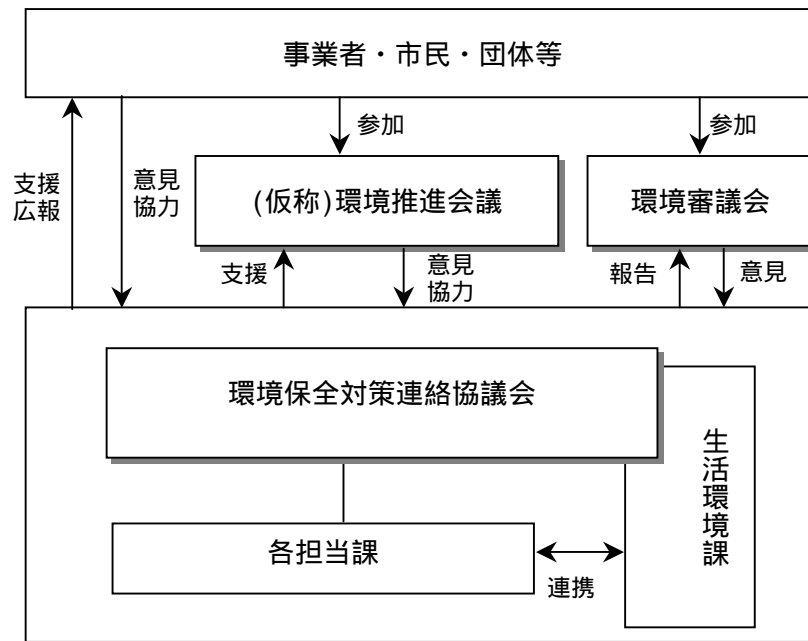 事業者・市民・団体等
参加
参加
支援
広報
意見
協力
(仮称)環境推進会議
環境審議会
支援
意見
協力
報告
意見
環境保全対策連絡協議会
生活環境課
各担当課
連携